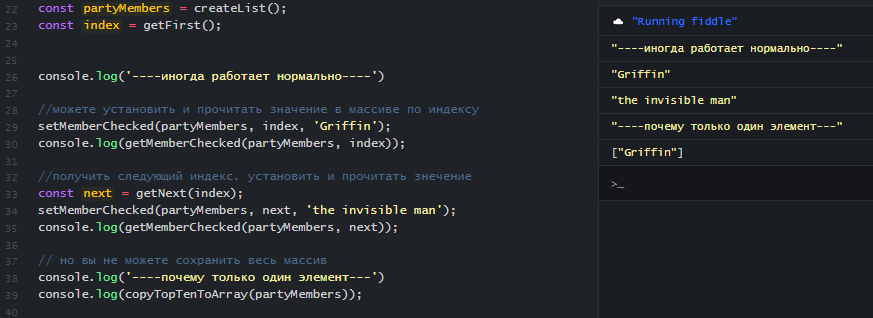 22 const partyMembers = createList();
23 const index = getFirst();
24
25
26 console.log('----иногда работает нормально----')
27
28 //можете установить и прочитать значение в массиве по индексу
29 setMemberChecked(partyMembers, index, 'Griffin');
30 console.log(getMemberChecked(partyMembers, index));
31
32 //получить следующий индекс. установить и прочитать знечение
33 const next = getNext(index);
34 setMemberChecked(partyMembers, next, 'the invisible man');
35 console.log(getMemberChecked(partyMembers, next));
36
37 // но вы не можете сохранить весь массив
38 console.log('----почему только один элемент---')
39 console.log(copyTopTenToArray(partyMembers));
40
"Running fiddle"
"----иногда работает нормально----"
"Griffin"
"the invisible man"
"----почему только один элемент---"
["Griffin"]
>_